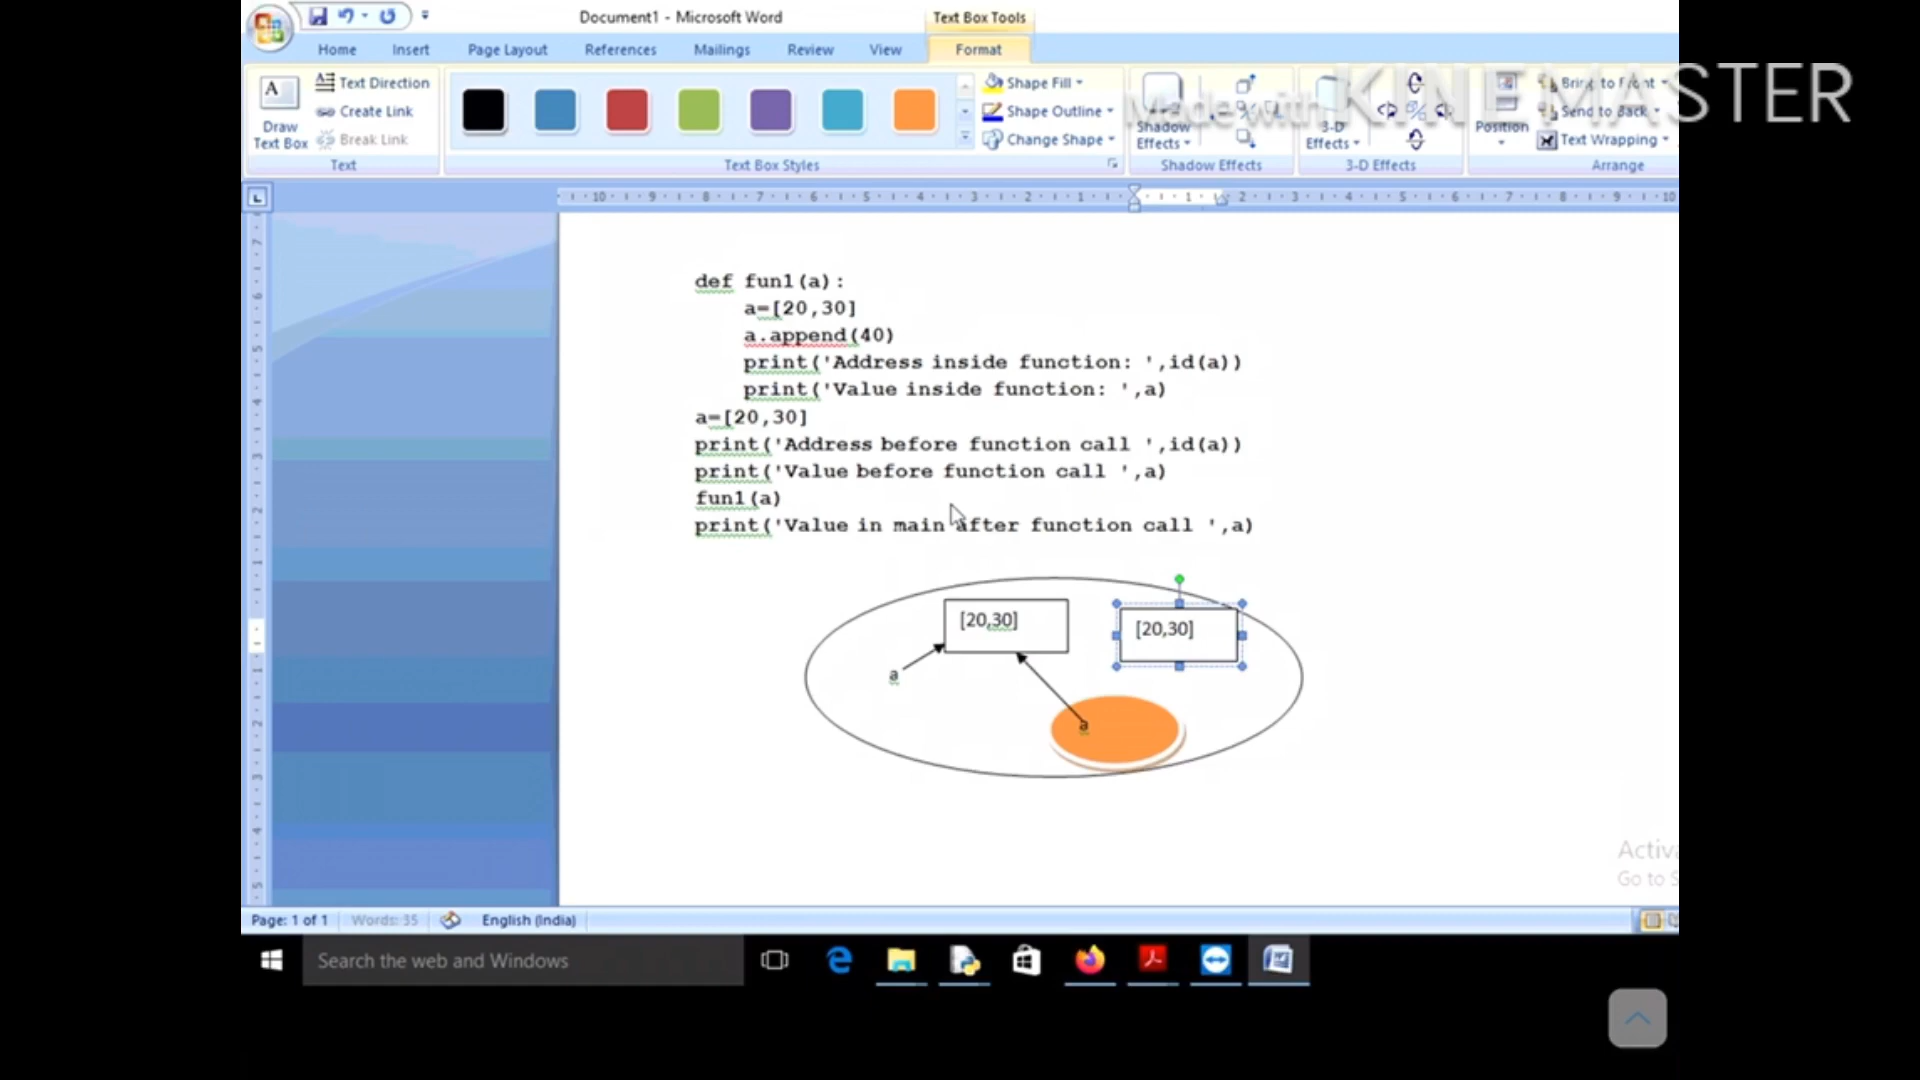 Document1 - Microsoft Word
Text Box Tools
Home Insert Page Layout References Mailings Review View Format
Text Direction
Create Link
Break Link
Draw Text Box
Text
Shape Fill
Shape Outline
Change Shape
Text Box Styles
Shadow Effects
Shadow Effects
3-D Effects
3-D Effects
Position
Bring to Front
Send to Back
Text Wrapping
Arrange
Made with KINEMASTER
def fun1(a):
a=[20,30]
a.append(40)
print('Address inside function: ',id(a))
print('Value inside function: ',a)
a=[20,30]
print('Address before function call ',id(a))
print('Value before function call ',a)
fun1(a)
print('Value in main after function call ',a)
[20,30]
[20,30]
a
a
Go to S
Page: 1 of 1 Words: 35 English (India)
Search the web and Windows